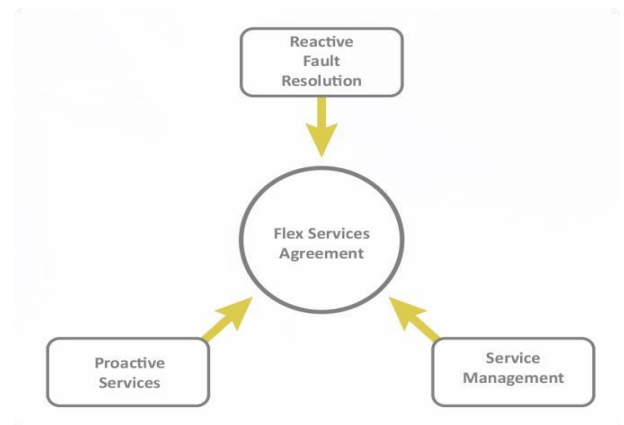 Reactive
Fault
Resolution
Flex Services
Agreement
Proactive
Services
Service
Management